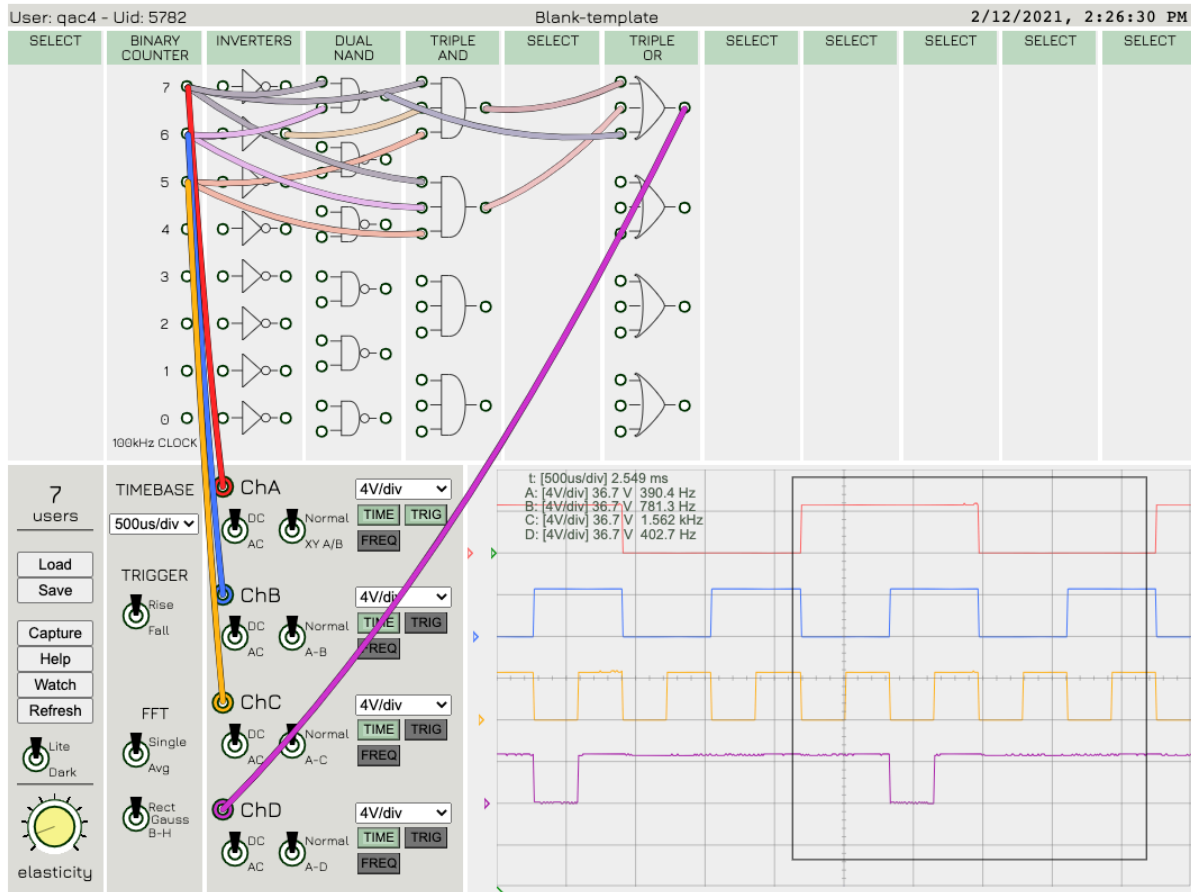 User: qac4 - Uid: 5782 Blank-template 2/12/2021, 2:26:30 PM
SELECT BINARY COUNTER INVERTERS DUAL NAND TRIPLE AND SELECT TRIPLE OR SELECT SELECT SELECT SELECT SELECT
7
6
5
4
3
2
1
0
100kHz CLOCK
7
users
Load
Save
Capture
Help
Watch
Refresh
Lite
Dark
elasticity
TIMEBASE
500us/div
TRIGGER
Rise
Fall
FFT
Single
Avg
Rect
Gauss
B-H
ChA
4V/div
DC
AC
Normal
XY A/B
TIME TRIG
FREQ
ChB
4V/div
DC
AC
Normal
A-B
TIME TRIG
FREQ
ChC
4V/div
DC
AC
Normal
A-C
TIME TRIG
FREQ
ChD
4V/div
DC
AC
Normal
A-D
TIME TRIG
FREQ
t: [500us/div] 2.549 ms
A: [4V/div] 36.7 V 390.4 Hz
B: [4V/div] 36.7 V 781.3 Hz
C: [4V/div] 36.7 V 1.562 kHz
D: [4V/div] 36.7 V 402.7 Hz